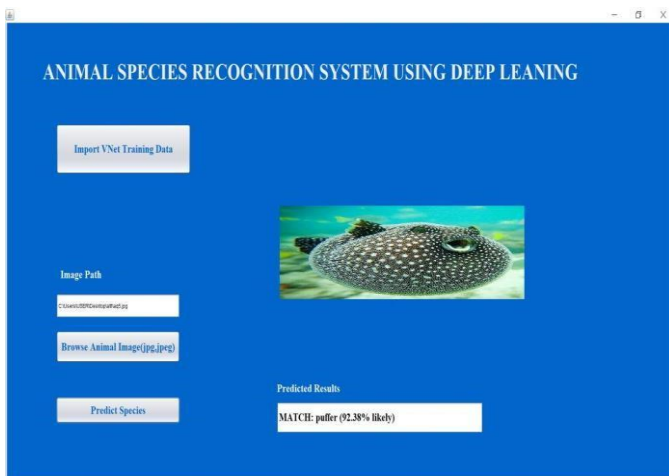 ANIMAL SPECIES RECOGNITION SYSTEM USING DEEP LEANING
Import VNet Training Data
Image Path
Browse Animal Image(jpg,jpeg)
Predict Species
Predicted Results
MATCH: puffer (92.38% likely)